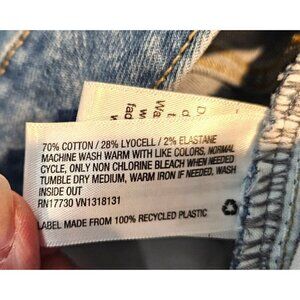 70% COTTON / 28% LYOCELL / 2% ELASTANE
MACHINE WASH WARM WITH LIKE COLORS, NORMAL
CYCLE, ONLY NON CHLORINE BLEACH WHEN NEEDED
TUMBLE DRY MEDIUM, WARM IRON IF NEEDED, WASH
INSIDE OUT
RN17730 VN1318131
LABEL MADE FROM 100% RECYCLED PLASTIC